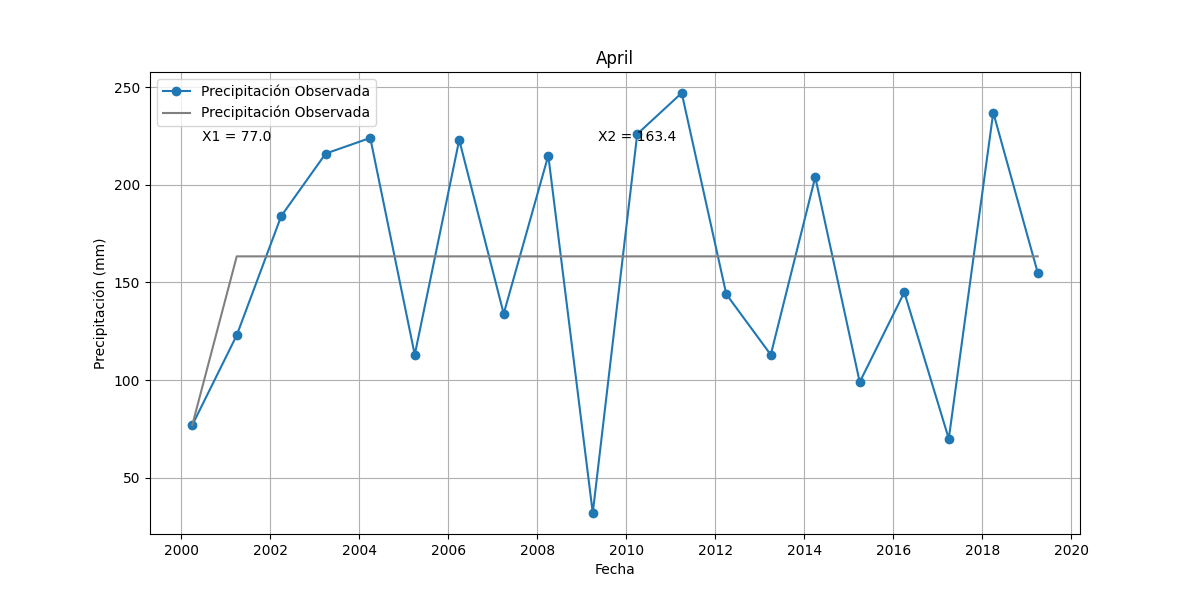 April
Precipitación Observada
Precipitación Observada
X1 = 77.0
X2 = 163.4
Precipitación (mm)
250
200
150
100
50
2000 2002 2004 2006 2008 2010 2012 2014 2016 2018 2020
Fecha